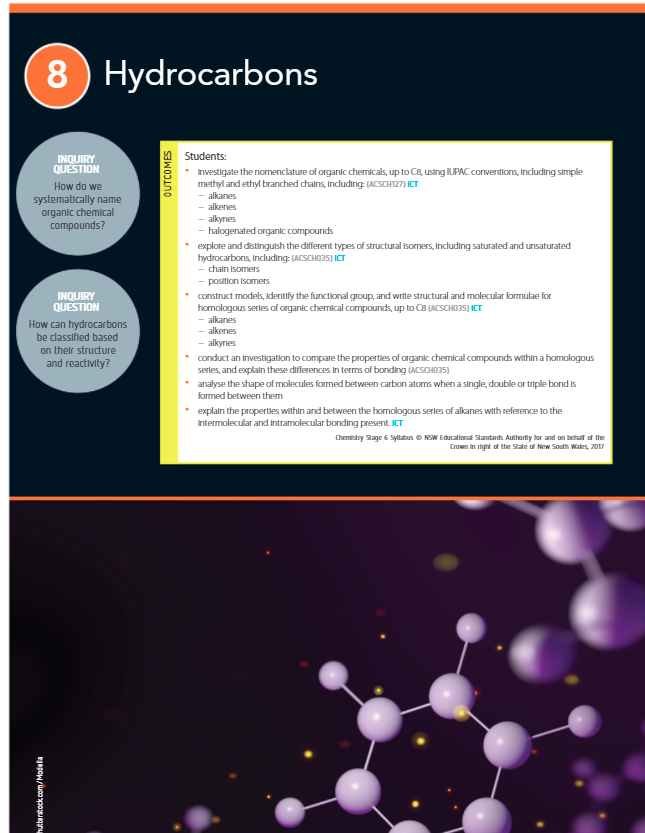 8 Hydrocarbons
INQUIRY
QUESTION
How do we
systematically name
organic chemical
compounds?
INQUIRY
QUESTION
How can hydrocarbons
be classified based
on their structure
and reactivity?
OUTCOMES
Students:
• investigate the nomenclature of organic chemicals, up to C8, using IUPAC conventions, including simple
methyl and ethyl branched chains, including: (ACSCH127) ICT
– alkanes
– alkenes
– alkynes
– halogenated organic compounds
• explore and distinguish the different types of structural isomers, including saturated and unsaturated
hydrocarbons, including: (ACSCH035) ICT
– chain isomers
– position isomers
• construct models, identify the functional group, and write structural and molecular formulae for
homologous series of organic chemical compounds, up to C8 (ACSCH035) ICT
– alkanes
– alkenes
– alkynes
• conduct an investigation to compare the properties of organic chemical compounds within a homologous
series, and explain these differences in terms of bonding (ACSCH035)
• analyse the shape of molecules formed between carbon atoms when a single, double or triple bond is
formed between them
• explain the properties within and between the homologous series of alkanes with reference to the
intermolecular and intramolecular bonding present. ICT
Chemistry Stage 6 Syllabus © NSW Educational Standards Authority for and on behalf of the
Crown in right of the State of New South Wales, 2017
utterstock.com/Modella